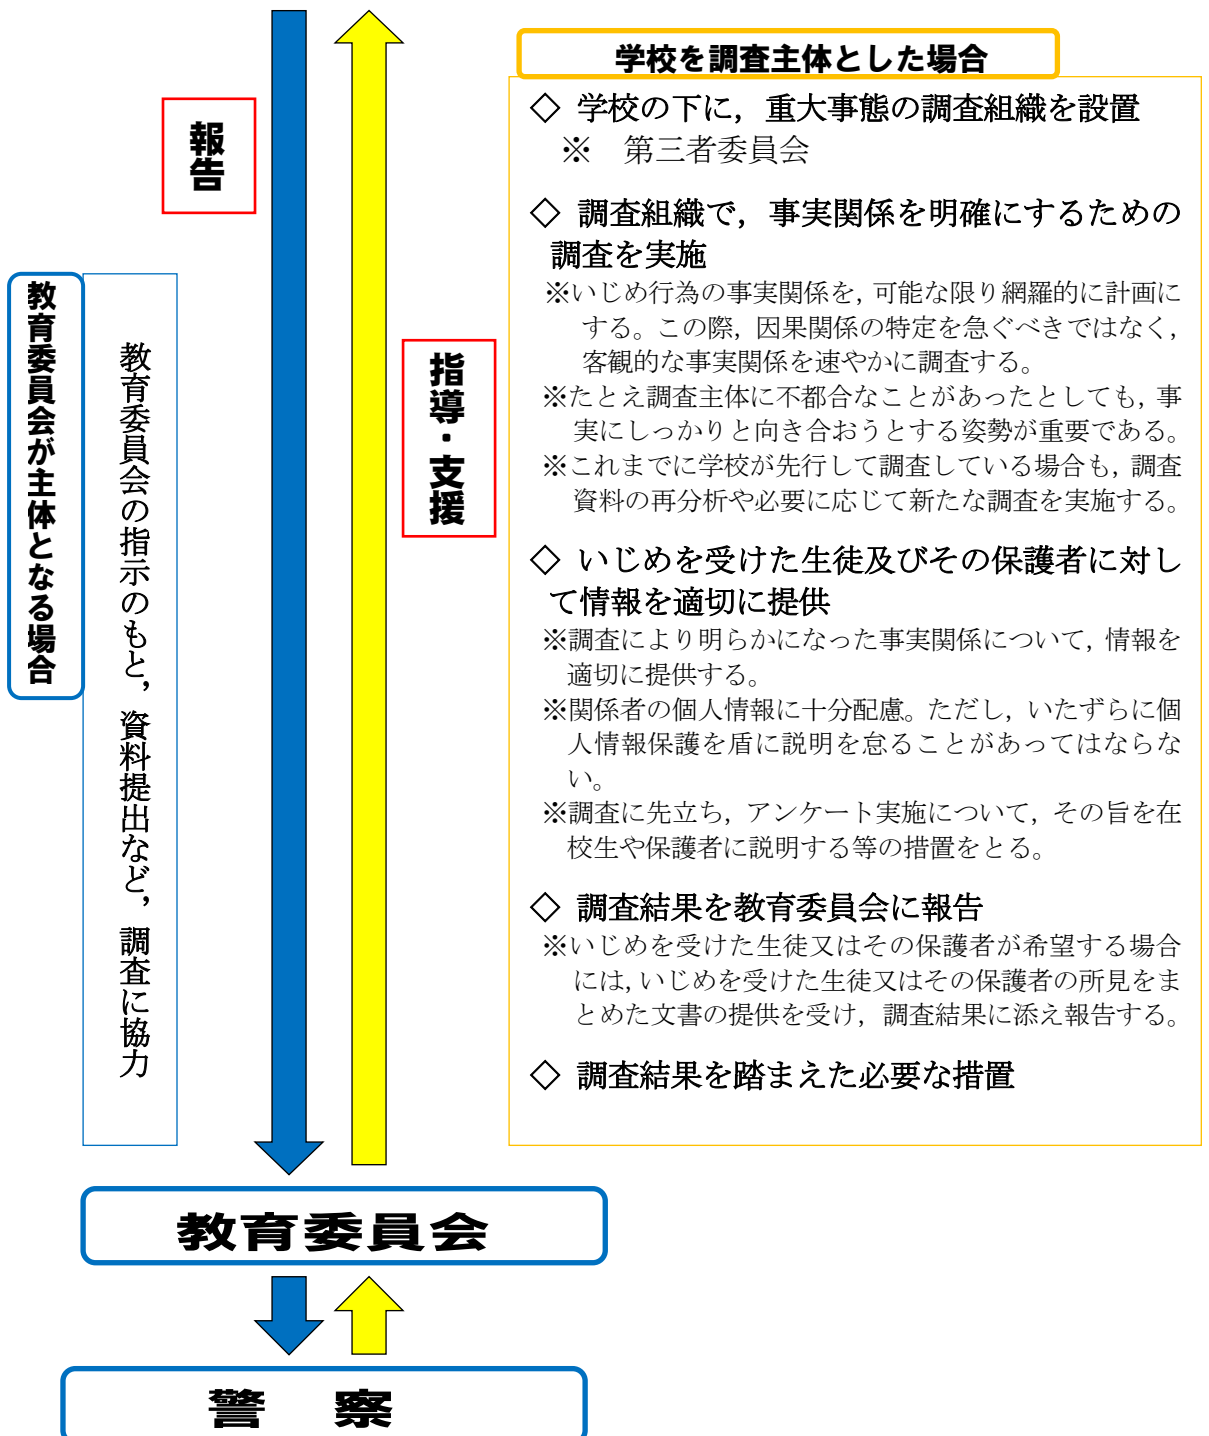 報告
教育委員会が主体となる場合
教育委員会の指示のもと，資料提出など，調査に協力
指導・支援
学校を調査主体とした場合
◇ 学校の下に，重大事態の調査組織を設置
※　第三者委員会
◇ 調査組織で，事実関係を明確にするための
調査を実施
※いじめ行為の事実関係を，可能な限り網羅的に計画に
する。この際，因果関係の特定を急ぐべきではなく，
客観的な事実関係を速やかに調査する。
※たとえ調査主体に不都合なことがあったとしても，事
実にしっかりと向き合おうとする姿勢が重要である。
※これまでに学校が先行して調査している場合も，調査
資料の再分析や必要に応じて新たな調査を実施する。
◇ いじめを受けた生徒及びその保護者に対し
て情報を適切に提供
※調査により明らかになった事実関係について，情報を
適切に提供する。
※関係者の個人情報に十分配慮。ただし，いたずらに個
人情報保護を盾に説明を怠ることがあってはならな
い。
※調査に先立ち，アンケート実施について，その旨を在
校生や保護者に説明する等の措置をとる。
◇ 調査結果を教育委員会に報告
※いじめを受けた生徒又はその保護者が希望する場合
には，いじめを受けた生徒又はその保護者の所見をま
とめた文書の提供を受け，調査結果に添え報告する。
◇ 調査結果を踏まえた必要な措置
教育委員会
警　察